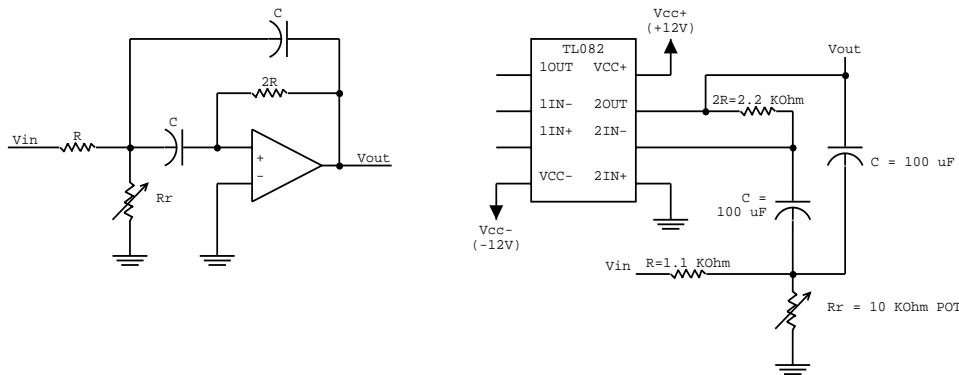 C
2R
C
Vin
R
+
-
Vout
Rr
Vcc+
(+12V)
TL082
1OUT
VCC+
1IN-
2OUT
1IN+
2IN-
VCC-
2IN+
Vcc-
(-12V)
Vout
2R=2.2 KOhm
C = 100 uF
C =
100 uF
Vin
R=1.1 KOhm
Rr = 10 KOhm POT